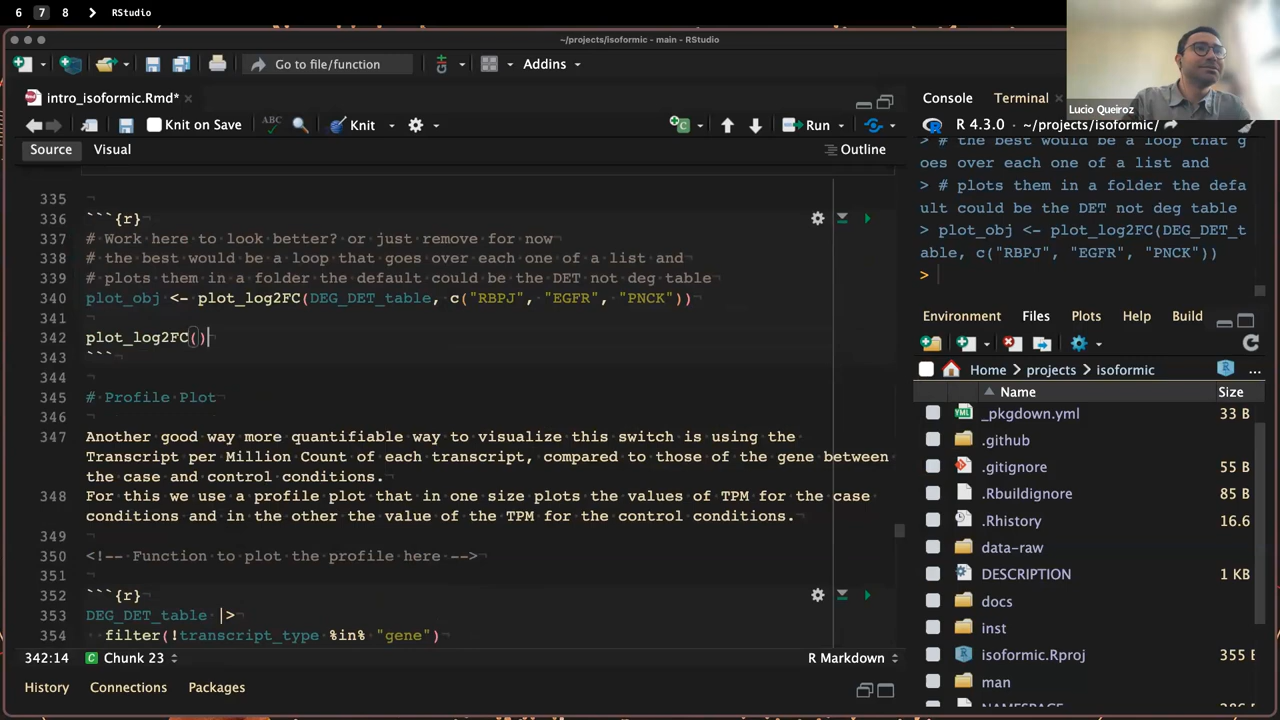 6 7 8 RStudio
~/projects/isoformic - main - RStudio
Go to file/function
Addins
Lucio Queiroz
intro_isoformic.Rmd*
Knit on Save
ABC
Knit
Run
Source
Visual
Outline
335
336 ```{r}
337 # Work here to look better? or just remove for now
338 # the best would be a loop that goes over each one of a list and
339 # plots them in a folder the default could be the DET not deg table
340 plot_obj <- plot_log2FC(DEG_DET_table, c("RBPJ", "EGFR", "PNCK"))
341
342 plot_log2FC()
343 ```
344
345 # Profile Plot
346
347 Another good way more quantifiable way to visualize this switch is using the
Transcript per Million Count of each transcript, compared to those of the gene between
the case and control conditions.
348 For this we use a profile plot that in one size plots the values of TPM for the case
conditions and in the other the value of the TPM for the control conditions.
349
350 <!-- Function to plot the profile here -->
351
352 ```{r}
353 DEG_DET_table |>
354 filter(!transcript_type %in% "gene")
342:14
Chunk 23
R Markdown
History
Connections
Packages
Console
Terminal
R 4.3.0 · ~/projects/isoformic/
> # the best would be a loop that g
oes over each one of a list and
> # plots them in a folder the defa
ult could be the DET not deg table
> plot_obj <- plot_log2FC(DEG_DET_t
able, c("RBPJ", "EGFR", "PNCK"))
>
Environment
Files
Plots
Help
Build
Home
projects
isoformic
...
Name
Size
_pkgdown.yml 33 B
.github
.gitignore 55 B
.Rbuildignore 85 B
.Rhistory 16.6
data-raw
DESCRIPTION 1 KB
docs
inst
isoformic.Rproj 355 B
man